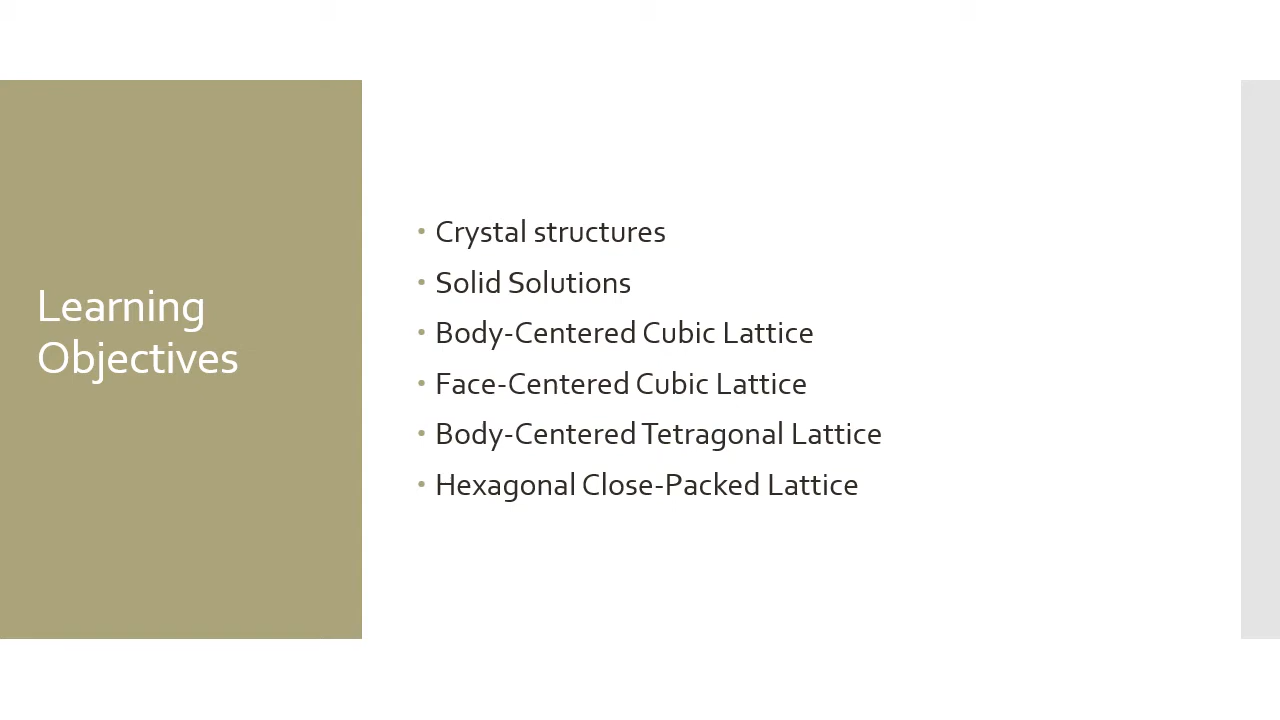 Learning
Objectives
• Crystal structures
• Solid Solutions
• Body-Centered Cubic Lattice
• Face-Centered Cubic Lattice
• Body-Centered Tetragonal Lattice
• Hexagonal Close-Packed Lattice